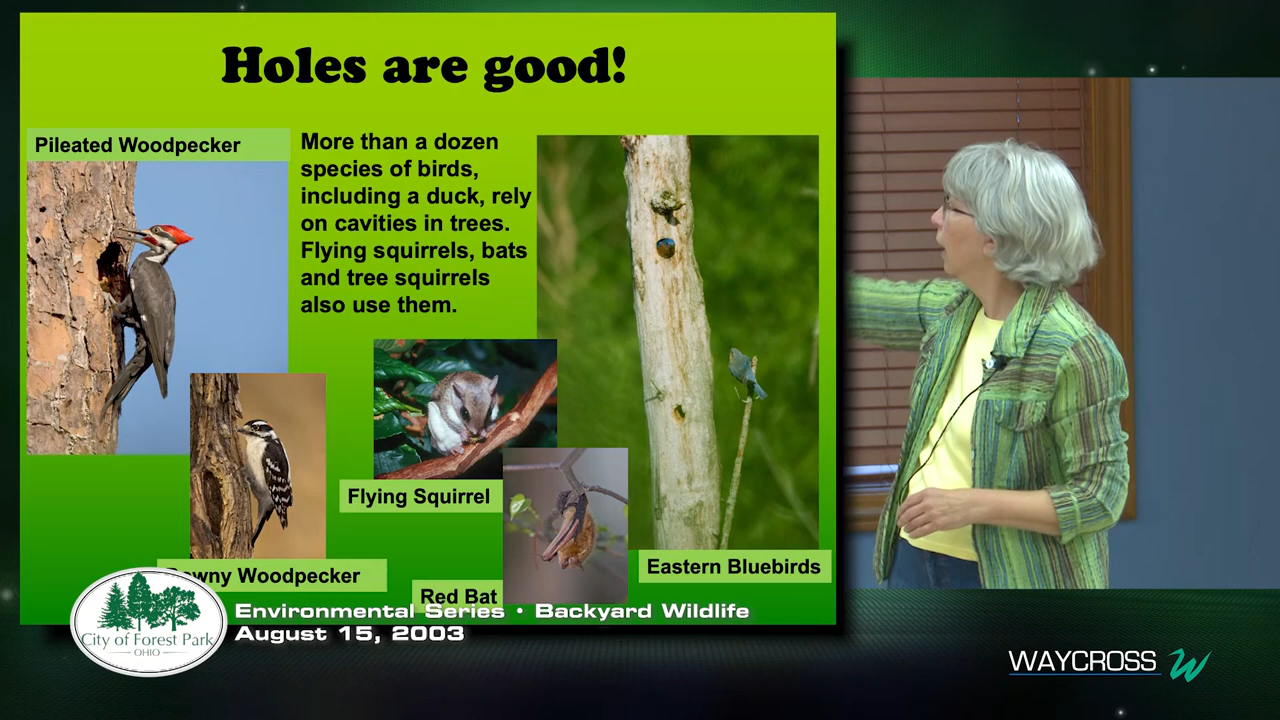 Holes are good!
Pileated Woodpecker
More than a dozen
species of birds,
including a duck, rely
on cavities in trees.
Flying squirrels, bats
and tree squirrels
also use them.
Flying Squirrel
Eastern Bluebirds
Downy Woodpecker
Red Bat
City of Forest Park
OHIO
Environmental Series • Backyard Wildlife
August 15, 2003
WAYCROSS W